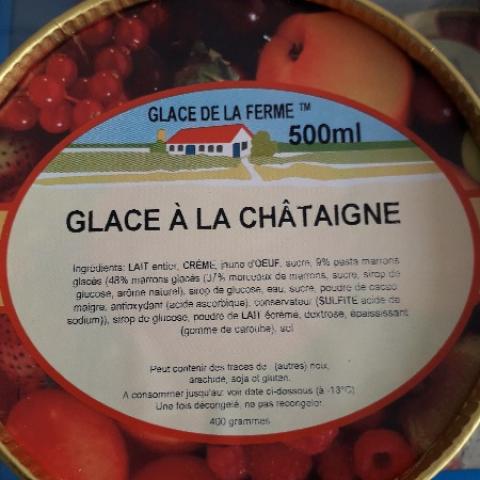 GLACE DE LA FERME ™
500ml
GLACE À LA CHÂTAIGNE
Ingrédients: LAIT entier, CRÈME, jaune d'OEUF, sucre, 9% pasta marrons
glacés (48% marrons glacés (37% morceaux de marrons, sucre, sirop de
glucose, arôme naturel), sirop de glucose, eau, sucre, poudre de cacao
maigre, antioxydant (acide ascorbique), conservateur (SULFITE acide de
sodium)), sirop de glucose, poudre de LAIT écrémé, dextrose, épaississant
(gomme de caroube), sel
Peut contenir des traces de : (autres) noix,
arachide, soja et gluten.
A consommer jusqu'au: voir date ci-dessous (à -18°C)
Une fois décongelé, ne pas recongeler.
400 grammes